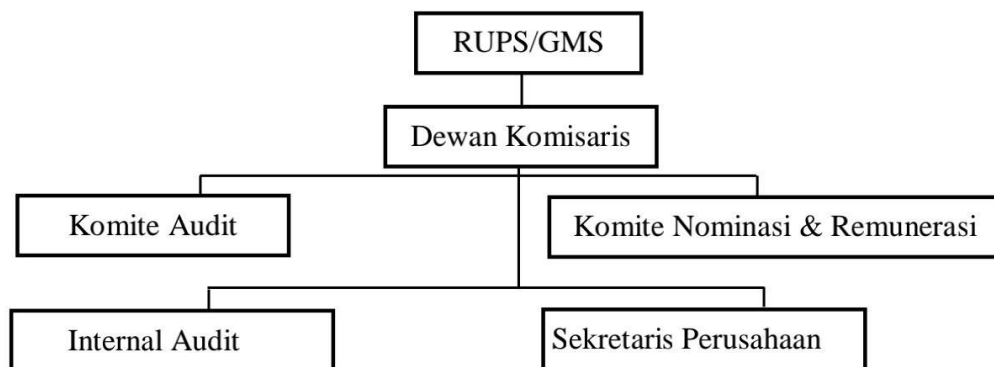 RUPS/GMS
Dewan Komisaris
Komite Audit
Komite Nominasi & Remunerasi
Internal Audit
Sekretaris Perusahaan